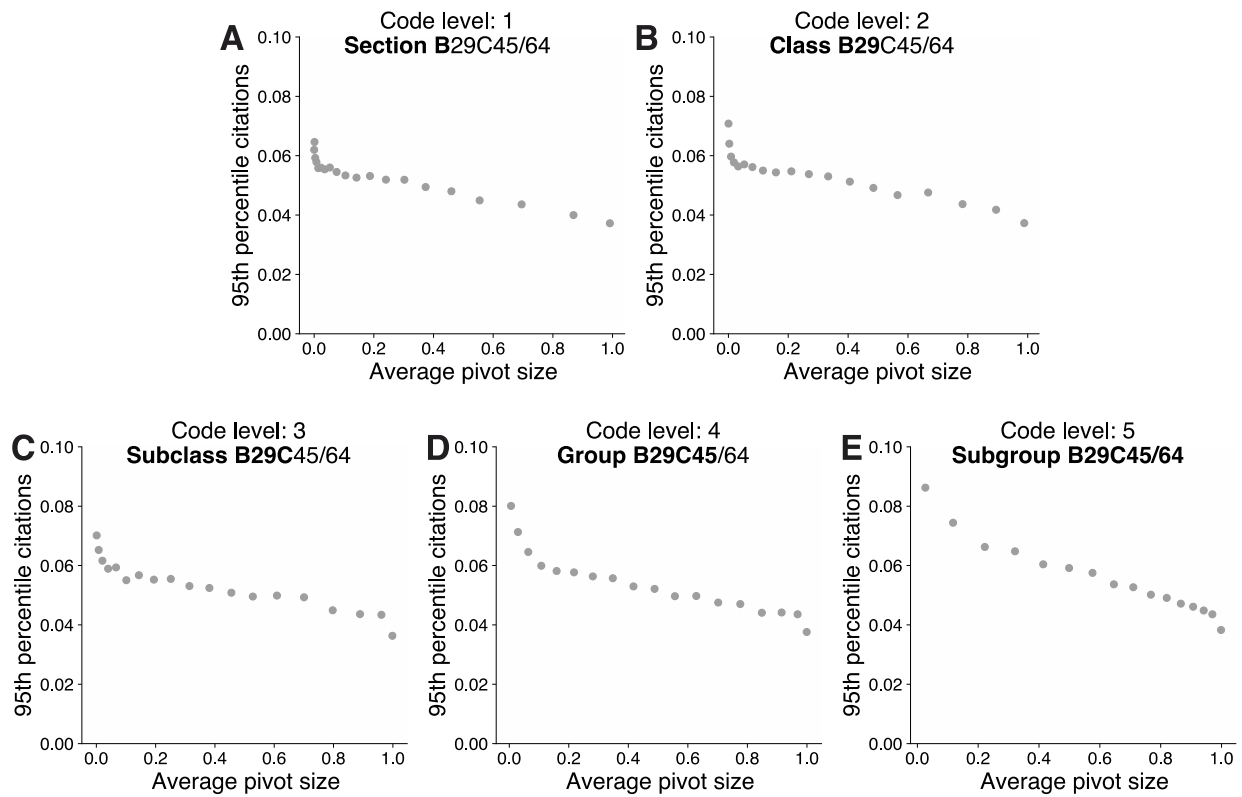 A
Code level: 1
Section B29C45/64
95th percentile citations
0.10
0.08
0.06
0.04
0.02
0.00
0.0 0.2 0.4 0.6 0.8 1.0
Average pivot size
B
Code level: 2
Class B29C45/64
95th percentile citations
0.10
0.08
0.06
0.04
0.02
0.00
0.0 0.2 0.4 0.6 0.8 1.0
Average pivot size
C
Code level: 3
Subclass B29C45/64
95th percentile citations
0.10
0.08
0.06
0.04
0.02
0.00
0.0 0.2 0.4 0.6 0.8 1.0
Average pivot size
D
Code level: 4
Group B29C45/64
95th percentile citations
0.10
0.08
0.06
0.04
0.02
0.00
0.0 0.2 0.4 0.6 0.8 1.0
Average pivot size
E
Code level: 5
Subgroup B29C45/64
95th percentile citations
0.10
0.08
0.06
0.04
0.02
0.00
0.0 0.2 0.4 0.6 0.8 1.0
Average pivot size